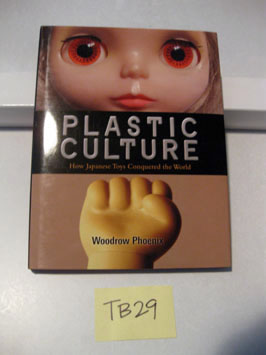 PLASTIC
CULTURE
How Japanese Toys Conquered the World
Woodrow Phoenix
TB29